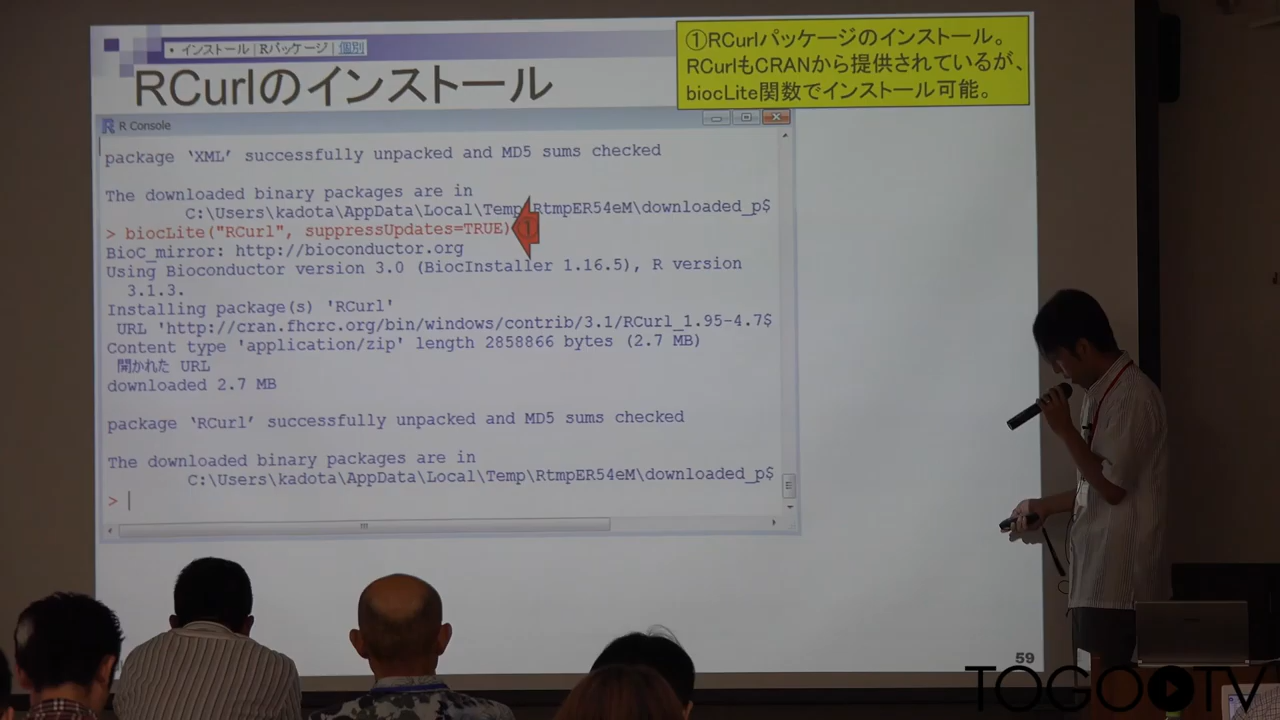 • インストール | Rパッケージ | 個別
RCurlのインストール
①RCurlパッケージのインストール。
RCurlもCRANから提供されているが、
biocLite関数でインストール可能。
R Console
package ‘XML’ successfully unpacked and MD5 sums checked
The downloaded binary packages are in
C:\Users\kadota\AppData\Local\Temp\RtmpER54eM\downloaded_p$
> biocLite("RCurl", suppressUpdates=TRUE)
①
BioC_mirror: http://bioconductor.org
Using Bioconductor version 3.0 (BiocInstaller 1.16.5), R version
3.1.3.
Installing package(s) 'RCurl'
URL 'http://cran.fhcrc.org/bin/windows/contrib/3.1/RCurl_1.95-4.7$
Content type 'application/zip' length 2858866 bytes (2.7 MB)
開かれた URL
downloaded 2.7 MB
package ‘RCurl’ successfully unpacked and MD5 sums checked
The downloaded binary packages are in
C:\Users\kadota\AppData\Local\Temp\RtmpER54eM\downloaded_p$
>
59
TOGOTV